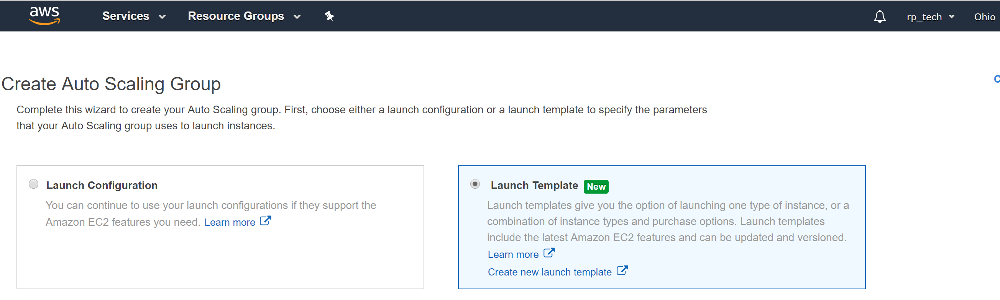 aws Services Resource Groups rp_tech Ohio
Create Auto Scaling Group
Complete this wizard to create your Auto Scaling group. First, choose either a launch configuration or a launch template to specify the parameters
that your Auto Scaling group uses to launch instances.
Launch Configuration
You can continue to use your launch configurations if they support the
Amazon EC2 features you need. Learn more
Launch Template New
Launch templates give you the option of launching one type of instance, or a
combination of instance types and purchase options. Launch templates
include the latest Amazon EC2 features and can be updated and versioned.
Learn more
Create new launch template